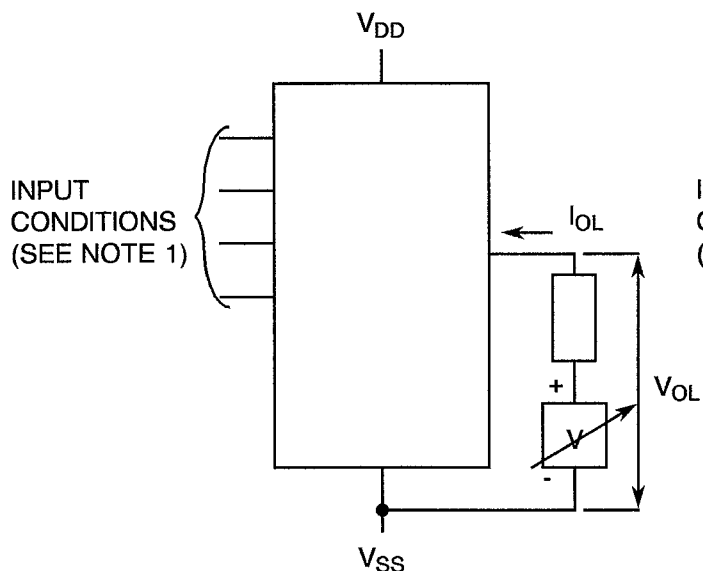 V_DD
INPUT
CONDITIONS
(SEE NOTE 1)
I_OL
I
(
+
V_OL
V
-
V_SS